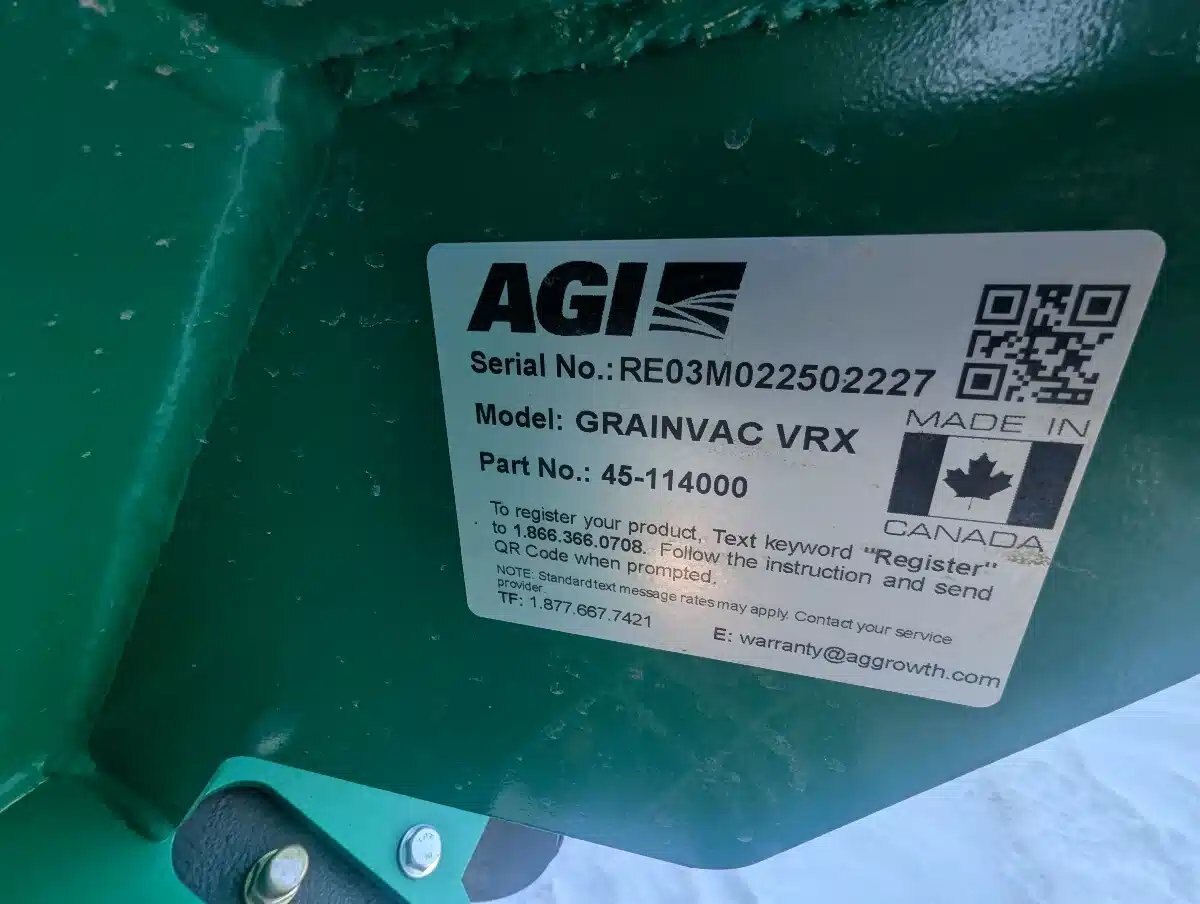 AGI
Serial No.: RE03M022502227
Model: GRAINVAC VRX
Part No.: 45-114000
MADE IN
CANADA
To register your product, Text keyword "Register"
to 1.866.366.0708. Follow the instruction and send
QR Code when prompted.
NOTE: Standard text message rates may apply. Contact your service
provider
TF: 1.877.667.7421
E: warranty@aggrowth.com